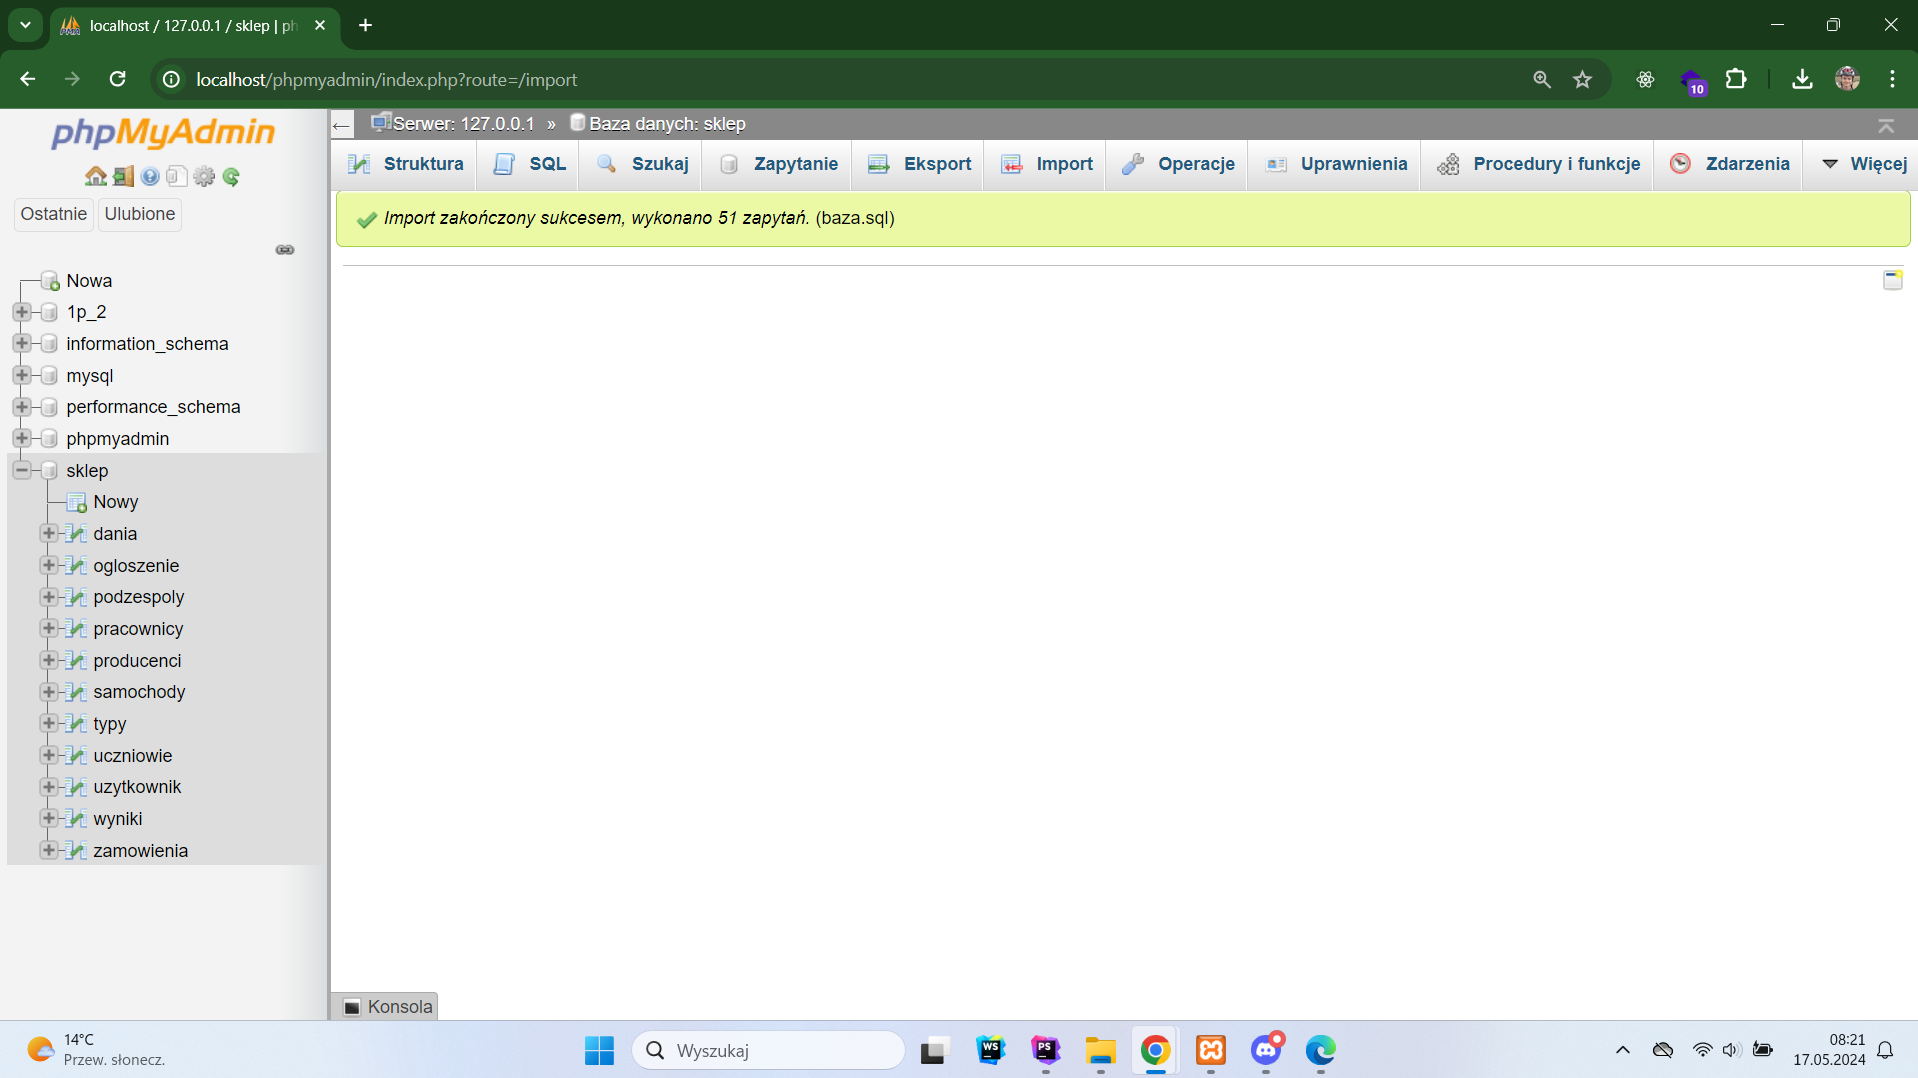 localhost / 127.0.0.1 / sklep | ph
localhost/phpmyadmin/index.php?route=/import
10
phpMyAdmin
Ostatnie
Ulubione
Nowa
1p_2
information_schema
mysql
performance_schema
phpmyadmin
sklep
Nowy
dania
ogloszenie
podzespoly
pracownicy
producenci
samochody
typy
uczniowie
uzytkownik
wyniki
zamowienia
Serwer: 127.0.0.1 » Baza danych: sklep
Struktura
SQL
Szukaj
Zapytanie
Eksport
Import
Operacje
Uprawnienia
Procedury i funkcje
Zdarzenia
Więcej
Import zakończony sukcesem, wykonano 51 zapytań. (baza.sql)
Konsola
14°C
Przew. słonecz.
Wyszukaj
WS
PS
08:21
17.05.2024